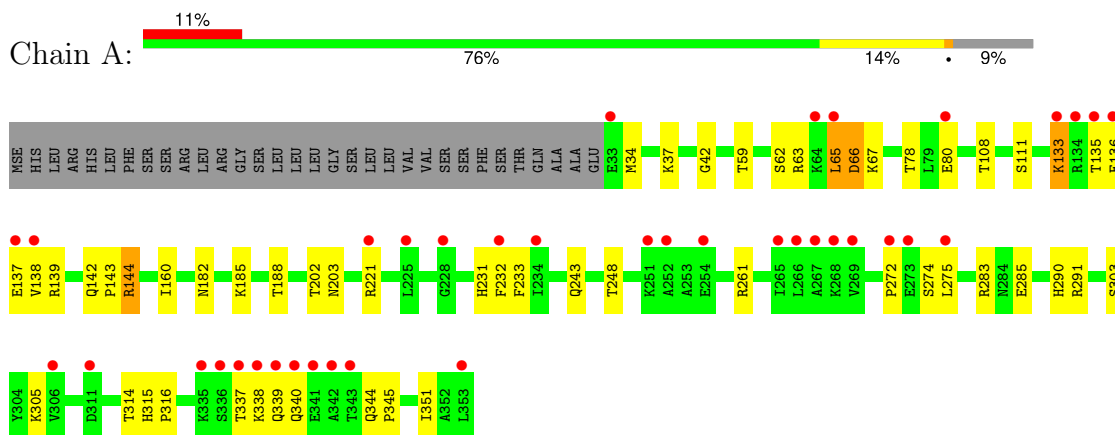 11%
Chain A:
76% 14% • 9%
MSE HIS LEU ARG HIS LEU PHE SER SER ARG LEU ARG GLY SER LEU LEU LEU GLY SER LEU LEU VAL VAL SER SER PHE SER THR GLN ALA ALA GLU E33 M34 K37 G42 T59 S62 R63 K64 L65 D66 K67 T78 L79 E80 T108 S111 K133 R134 T135
E137 V138 R139 Q142 P143 R144 I160 N182 K185 T188 T202 N203 R221 L225 G228 H231 F232 F233 I234 Q243 T248 K251 A252 A253 E254 R261 I265 L266 A267 K268 V269 P272 E273 S274 L275 R283 N284 E285 H290 R291 S303
Y304 K305 V306 D311 T314 H315 P316 K335 S336 T337 K338 Q339 Q340 E341 A342 T343 Q344 P345 I351 A352 L353